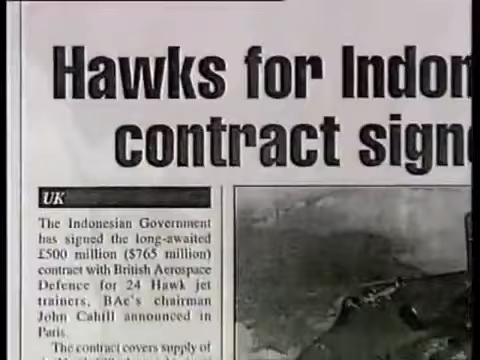 Hawks for Indon
contract signe
UK
The Indonesian Government
has signed the long-awaited
£500 million ($765 million)
contract with British Aerospace
Defence for 24 Hawk jet
trainers, BAe's chairman
John Cahill announced in
Paris.
The contract covers supply of